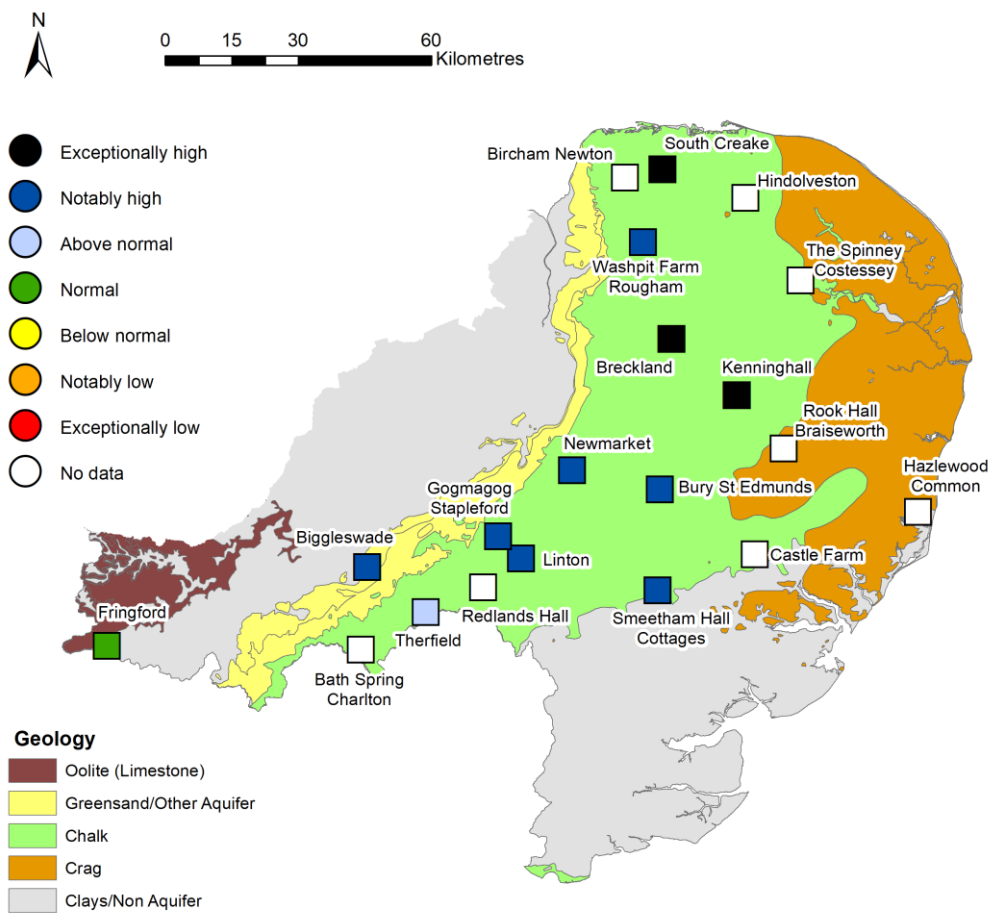 N
0 15 30 60
Kilometres
Exceptionally high
Notably high
Above normal
Normal
Below normal
Notably low
Exceptionally low
No data
South Creake
Bircham Newton
Hindolveston
The Spinney
Costessey
Washpit Farm
Rougham
Breckland
Kenninghall
Rook Hall
Braiseworth
Newmarket
Hazlewood
Common
Gogmagog
Stapleford
Bury St Edmunds
Biggleswade
Linton
Castle Farm
Fringford
Redlands Hall
Smeetham Hall
Cottages
Therfield
Bath Spring
Charlton
Geology
Oolite (Limestone)
Greensand/Other Aquifer
Chalk
Crag
Clays/Non Aquifer